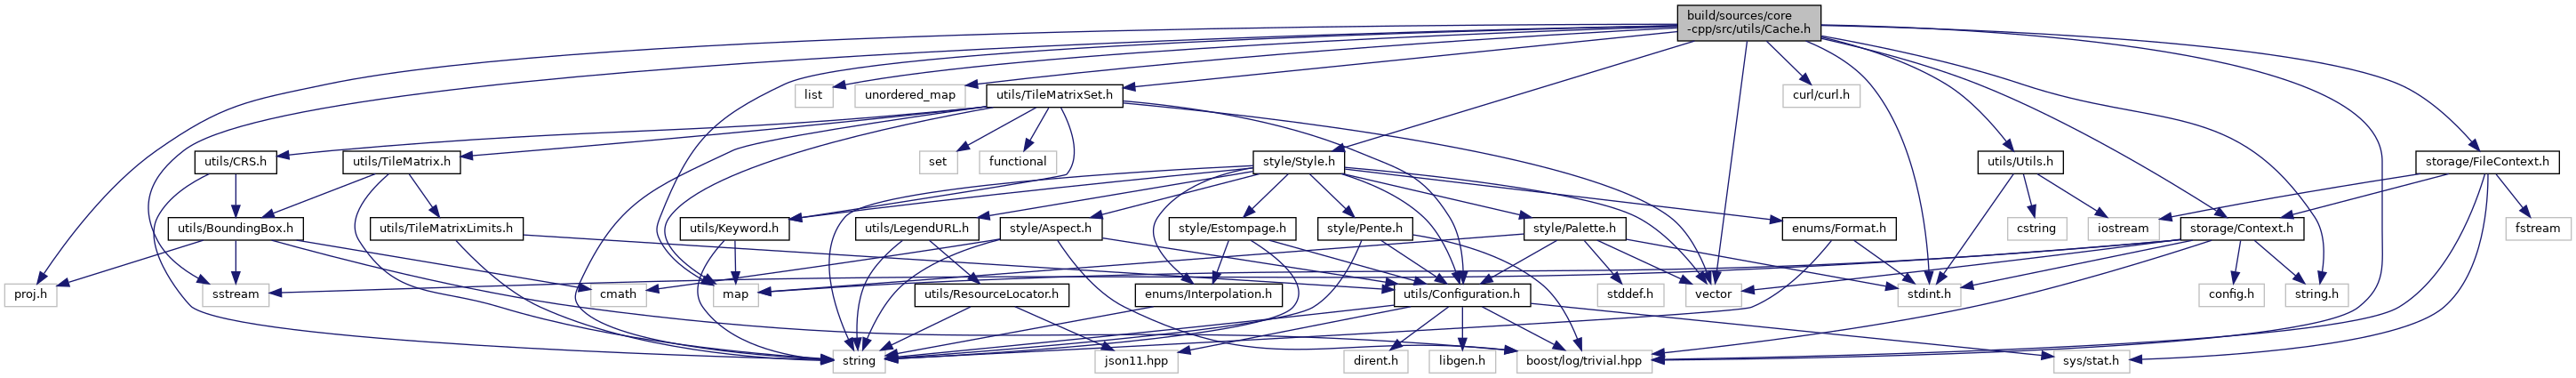 build/sources/core
-cpp/src/utils/Cache.h
list
unordered_map
utils/TileMatrixSet.h
curl/curl.h
utils/CRS.h
utils/TileMatrix.h
set
functional
style/Style.h
utils/Utils.h
storage/FileContext.h
utils/BoundingBox.h
utils/TileMatrixLimits.h
utils/Keyword.h
utils/LegendURL.h
style/Aspect.h
style/Estompage.h
style/Pente.h
style/Palette.h
enums/Format.h
cstring
iostream
storage/Context.h
fstream
proj.h
sstream
cmath
map
utils/ResourceLocator.h
enums/Interpolation.h
utils/Configuration.h
stddef.h
vector
stdint.h
config.h
string.h
string
json11.hpp
dirent.h
libgen.h
boost/log/trivial.hpp
sys/stat.h